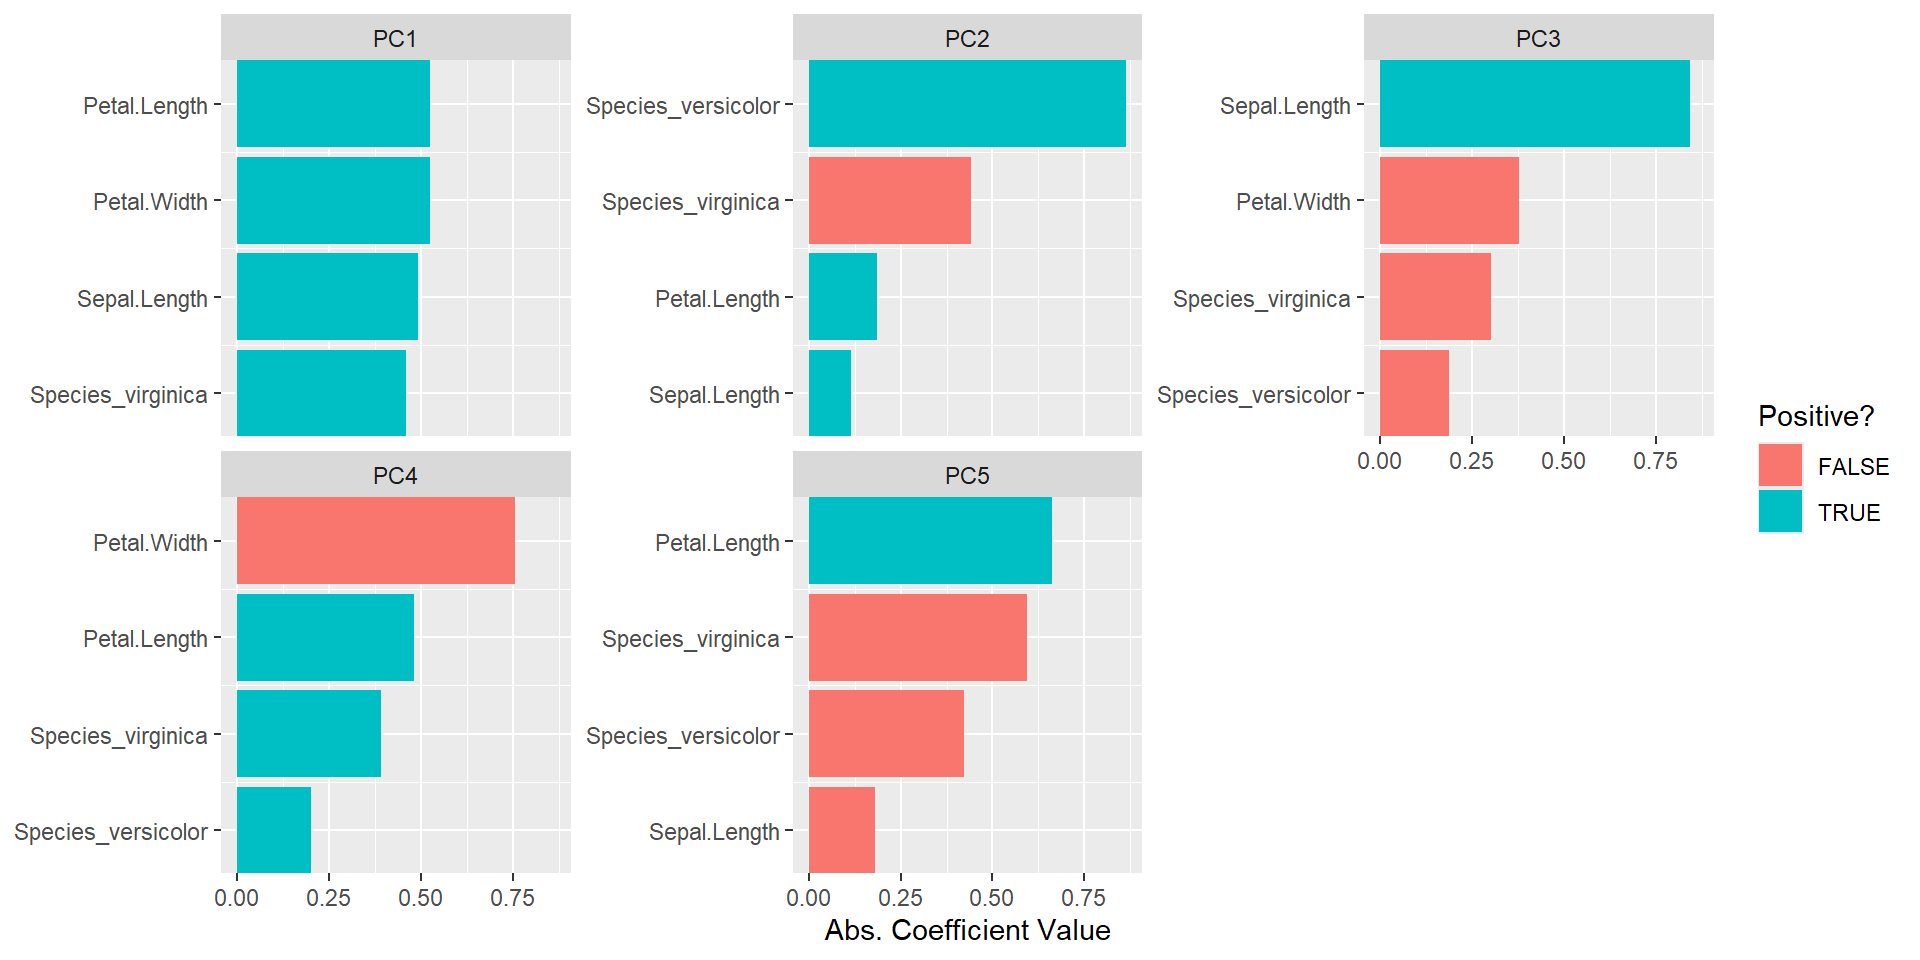 PC1
Petal.Length
Petal.Width
Sepal.Length
Species_virginica
PC2
Species_versicolor
Species_virginica
Petal.Length
Sepal.Length
PC3
Sepal.Length
Petal.Width
Species_virginica
Species_versicolor
0.00 0.25 0.50 0.75
PC4
Petal.Width
Petal.Length
Species_virginica
Species_versicolor
0.00 0.25 0.50 0.75
PC5
Petal.Length
Species_virginica
Species_versicolor
Sepal.Length
0.00 0.25 0.50 0.75
Abs. Coefficient Value
Positive?
FALSE
TRUE